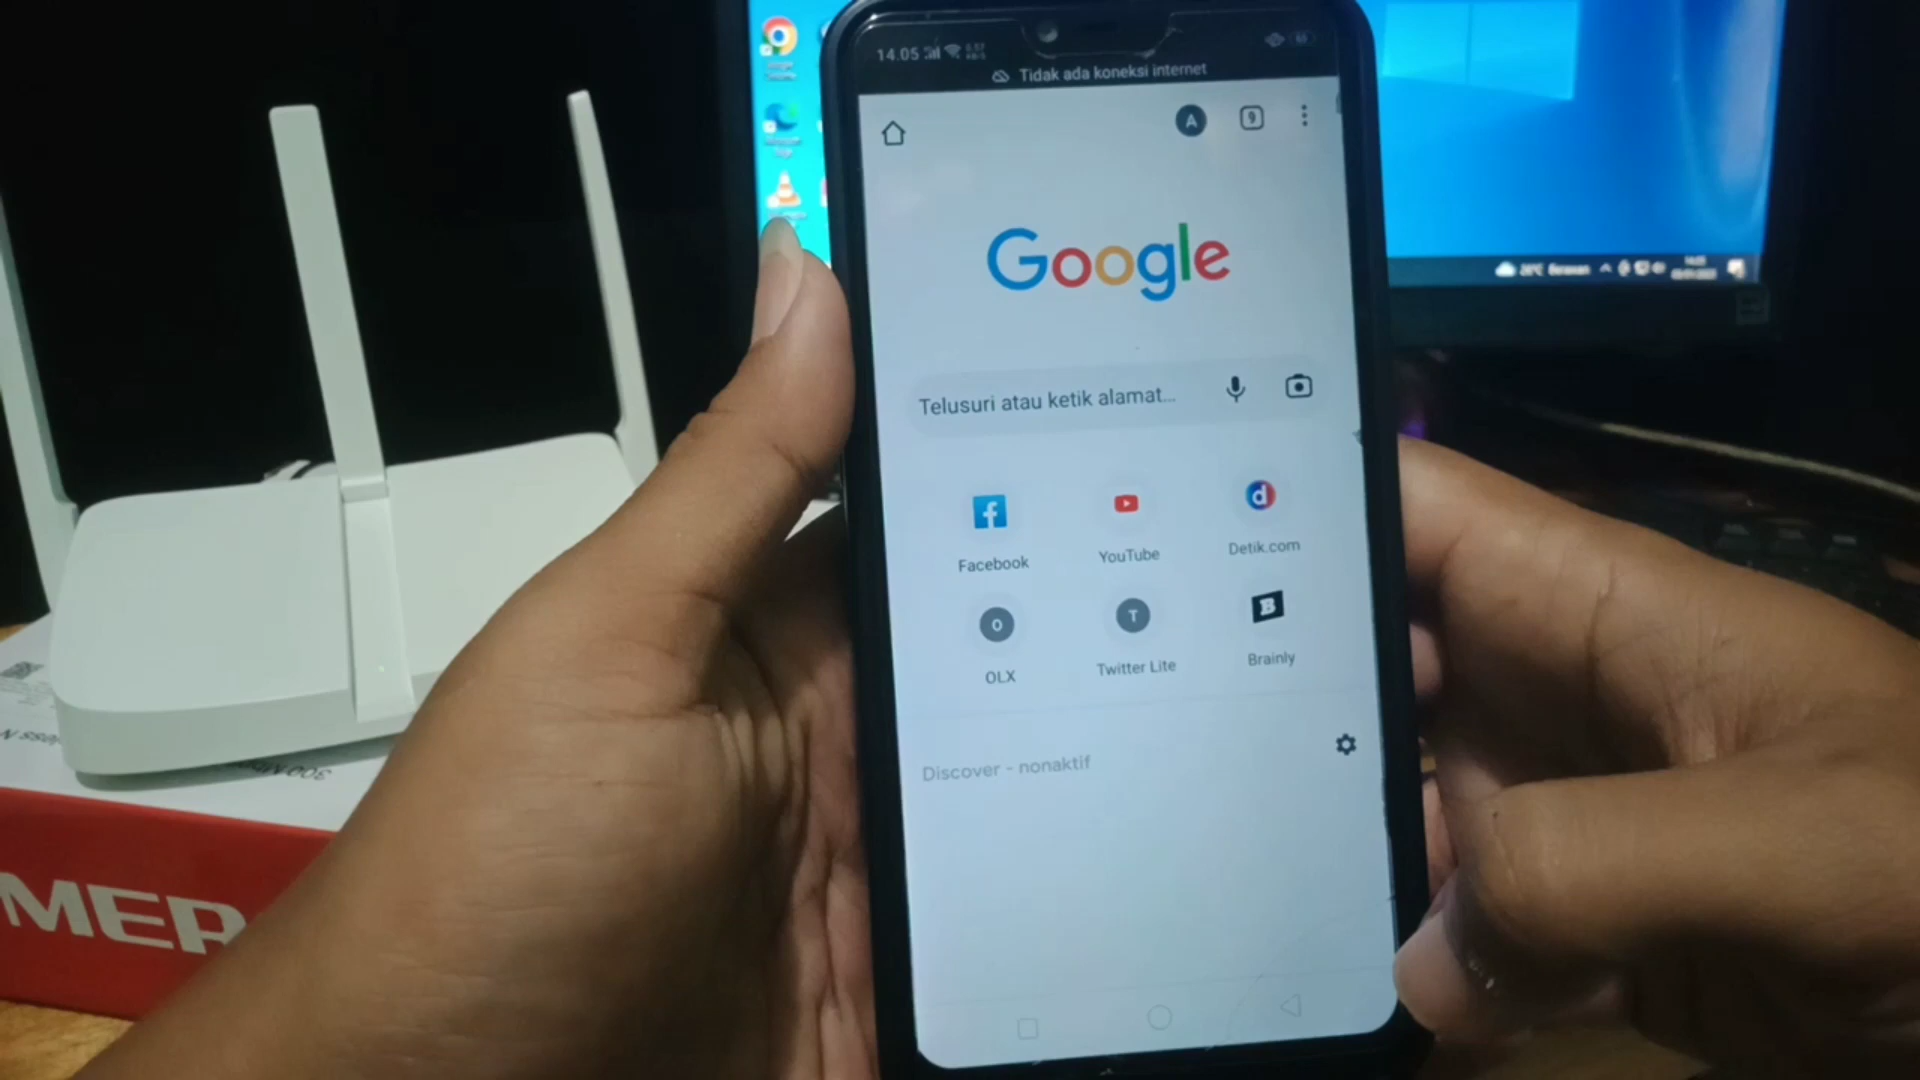 14.05
Tidak ada koneksi internet
A
9
Google
Telusuri atau ketik alamat...
Facebook
YouTube
d
Detik.com
O
OLX
T
Twitter Lite
B
Brainly
Discover - nonaktif
MER